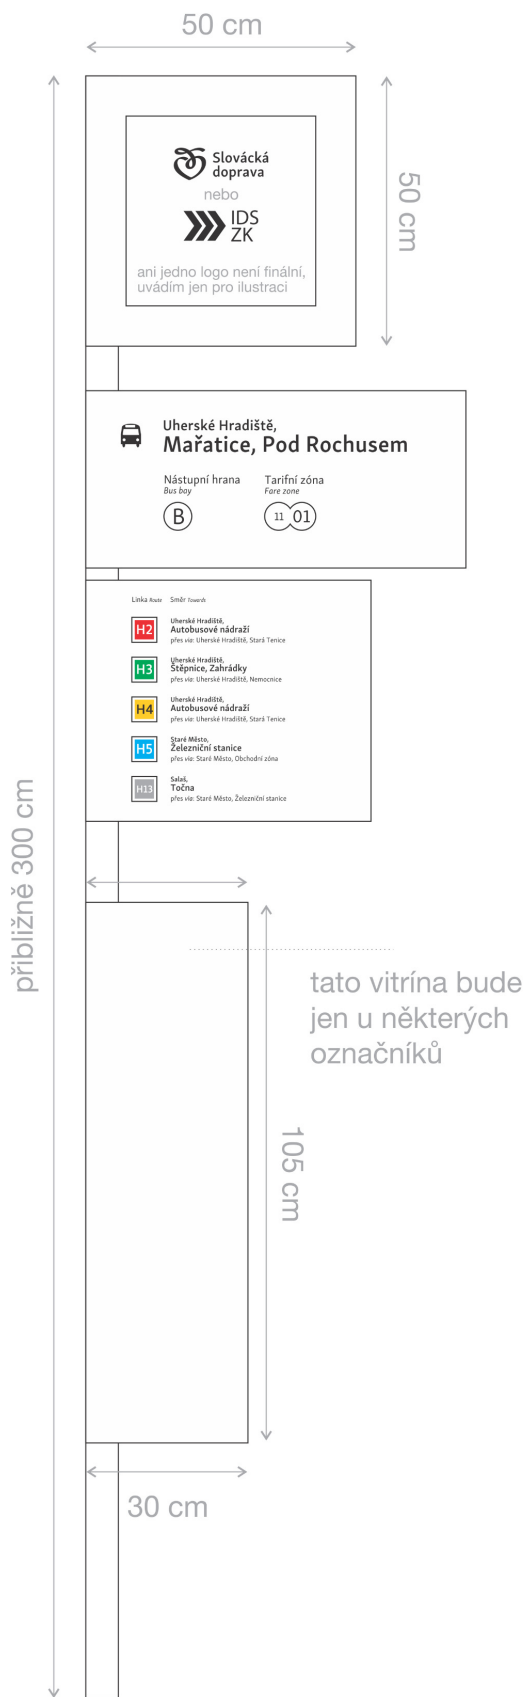 50 cm
Slovácká
doprava
nebo
IDS
ZK
ani jedno logo není finální,
uvádím jen pro ilustraci
50 cm
Uherské Hradiště,
Mařatice, Pod Rochusem
Nástupní hrana
Bus bay
B
Tarifní zóna
Fare zone
11 01
Linka Route Směr Towards
H2
Uherské Hradiště,
Autobusové nádraží
přes via: Uherské Hradiště, Stará Tenice
H3
Uherské Hradiště,
Štěpnice, Zahrádky
přes via: Uherské Hradiště, Nemocnice
H4
Uherské Hradiště,
Autobusové nádraží
přes via: Uherské Hradiště, Stará Tenice
H5
Staré Město,
Železniční stanice
přes via: Staré Město, Obchodní zóna
H13
Salaš,
Točna
přes via: Staré Město, Železniční stanice
přibližně 300 cm
tato vitrína bude
jen u některých
označníků
105 cm
30 cm